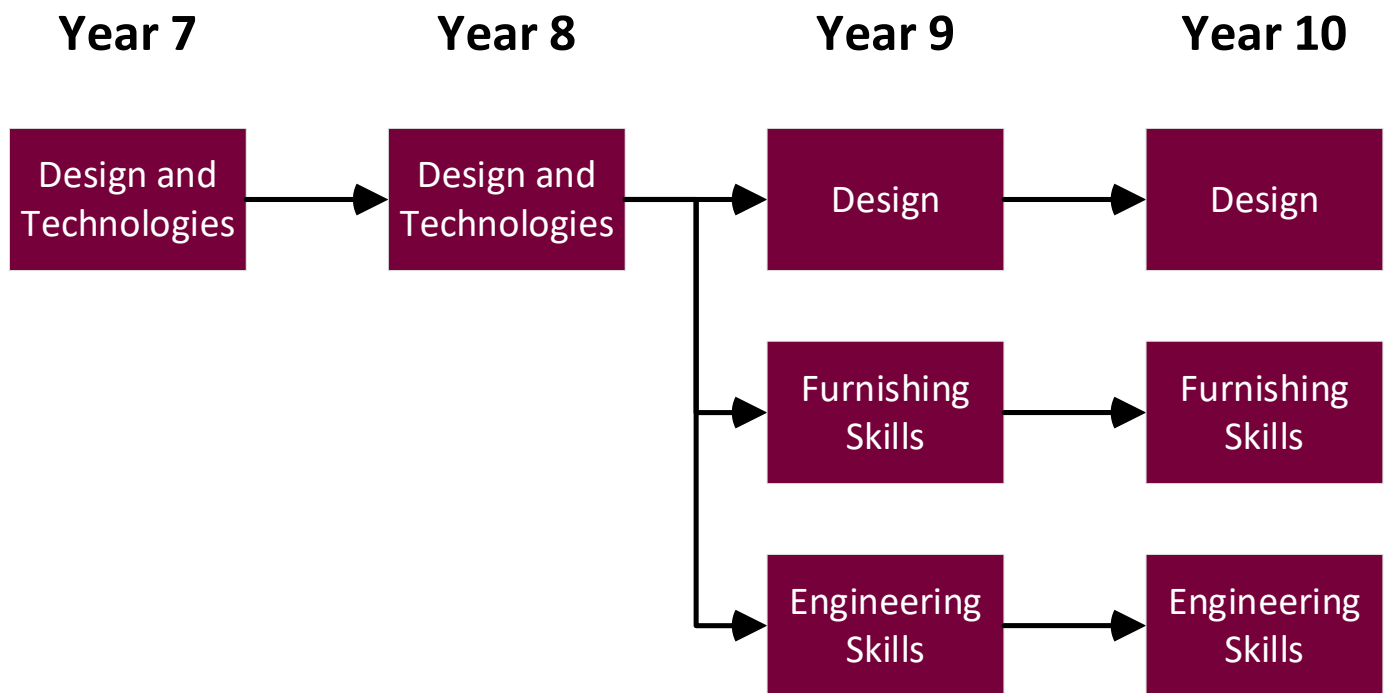 Year 7
Year 8
Year 9
Year 10
Design and
Technologies
Design and
Technologies
Design
Design
Furnishing
Skills
Furnishing
Skills
Engineering
Skills
Engineering
Skills